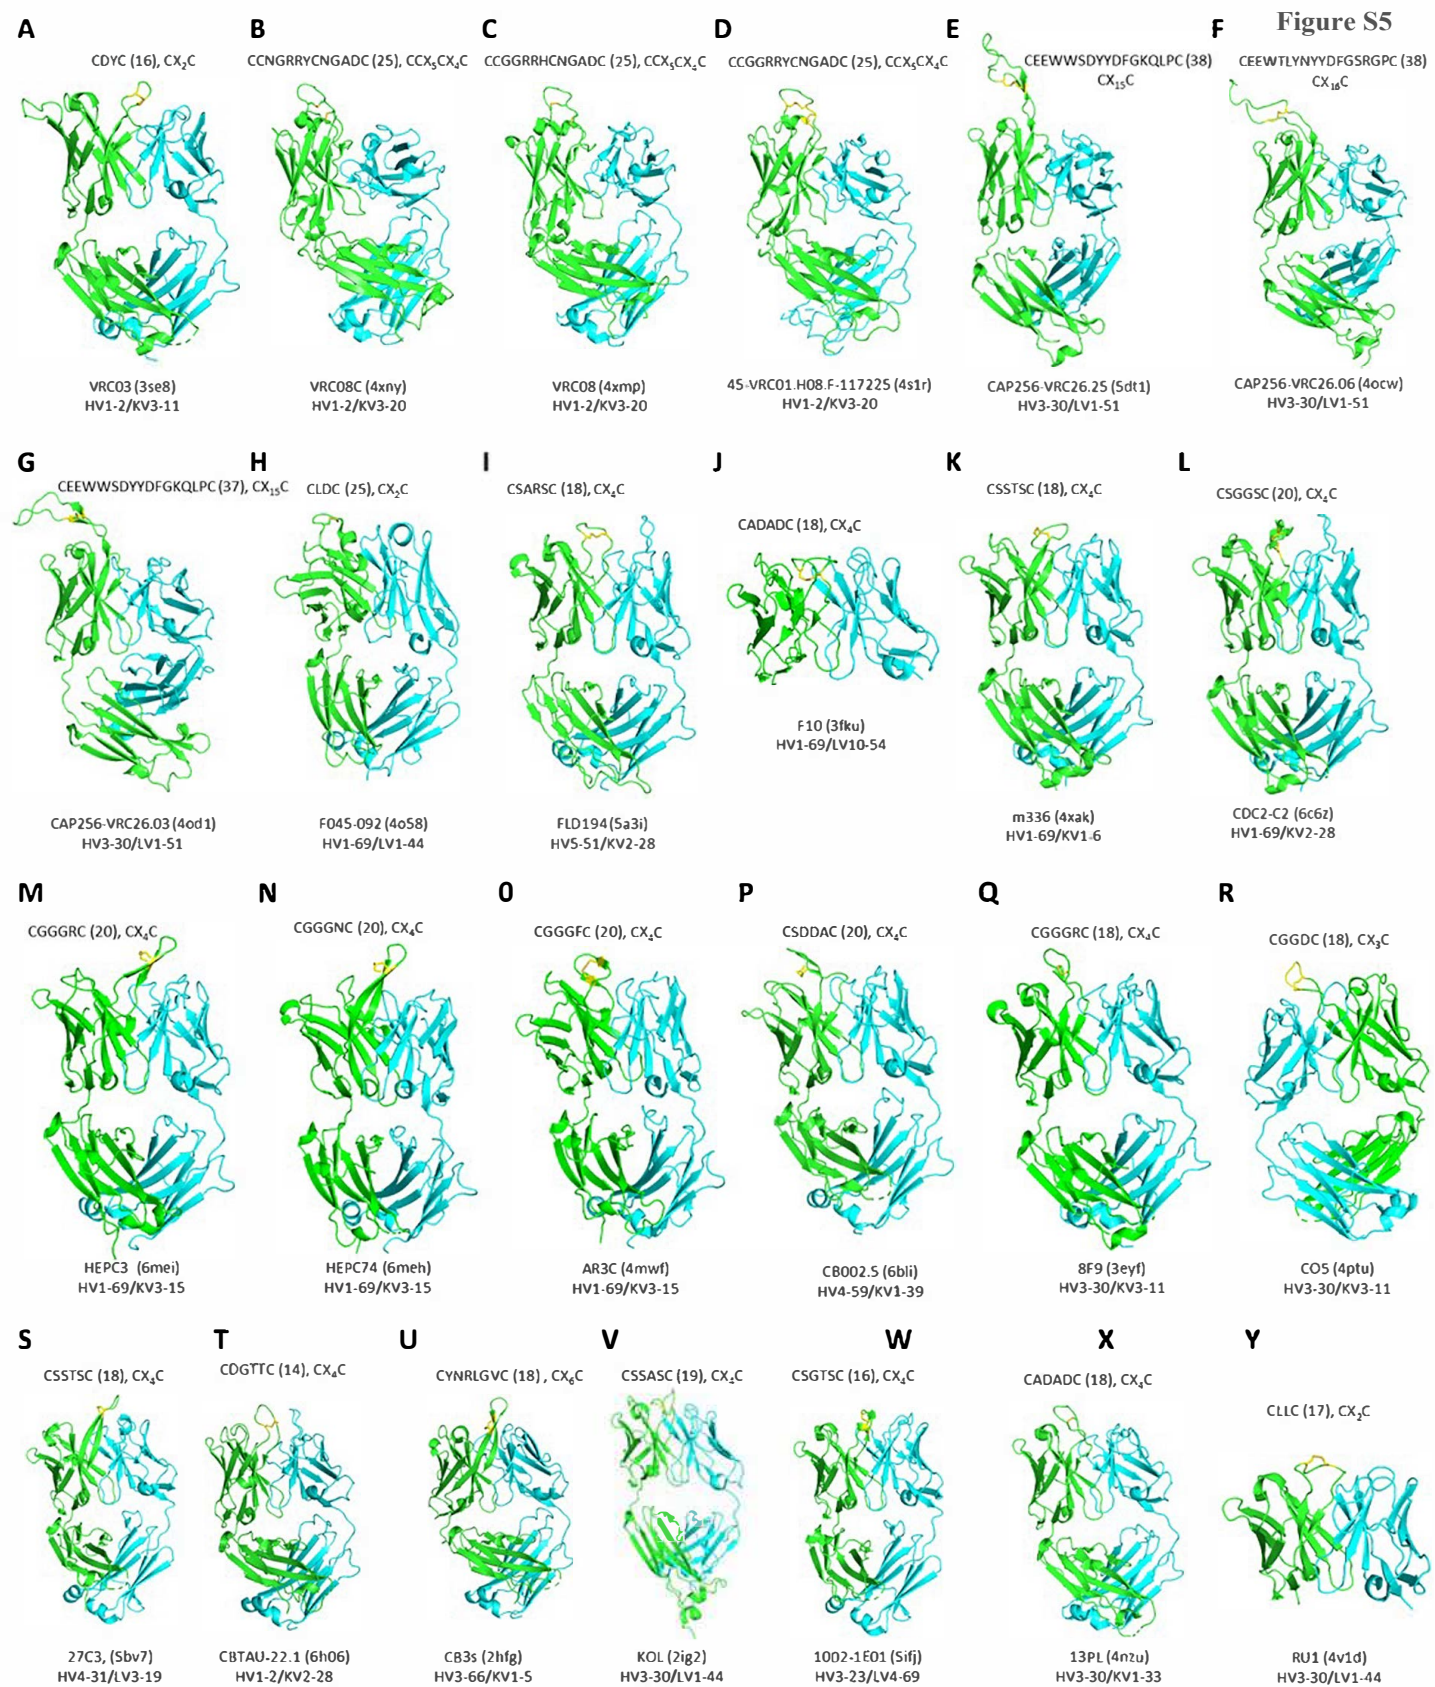 Figure S5
A
CDYC (16), CX₂C
VRC03 (3se8)
HV1-2/KV3-11
B
CCNGRRYCNGADC (25), CCX₅CX₄C
VRC08C (4xny)
HV1-2/KV3-20
C
CCGGRRHCNGADC (25), CCX₅CX₄C
VRC08 (4xmp)
HV1-2/KV3-20
D
CCGGRRYCNGADC (25), CCX₅CX₄C
45-VRC01.H08.F-117225 (4s1r)
HV1-2/KV3-20
E
CEEWWSDYYDFGKQLPC (38)
CX₁₅C
CAP256-VRC26.25 (5dt1)
HV3-30/LV1-51
F
CEEWTLYNYYDFGSRGPC (38)
CX₁₆C
CAP256-VRC26.06 (4ocw)
HV3-30/LV1-51
G
CEEWWSDYYDFGKQLPC (37), CX₁₅C
CAP256-VRC26.03 (4od1)
HV3-30/LV1-51
H
CLDC (25), CX₂C
F045-092 (4o58)
HV1-69/LV1-44
I
CSARSC (18), CX₄C
FLD194 (5a3i)
HV5-51/KV2-28
J
CADADC (18), CX₄C
F10 (3fku)
HV1-69/LV10-54
K
CSSTSC (18), CX₄C
m336 (4xak)
HV1-69/KV1-6
L
CSGGSC (20), CX₄C
CDC2-C2 (6c6z)
HV1-69/KV2-28
M
CGGGRC (20), CX₄C
HEPC3 (6mei)
HV1-69/KV3-15
N
CGGGNC (20), CX₄C
HEPC74 (6meh)
HV1-69/KV3-15
O
CGGGFC (20), CX₄C
AR3C (4mwf)
HV1-69/KV3-15
P
CSDDAC (20), CX₄C
CB002.5 (6bli)
HV4-59/KV1-39
Q
CGGGRC (18), CX₄C
8F9 (3eyf)
HV3-30/KV3-11
R
CGGDC (18), CX₃C
CO5 (4ptu)
HV3-30/KV3-11
S
CSSTSC (18), CX₄C
27C3, (5bv7)
HV4-31/LV3-19
T
CDGTTC (14), CX₄C
CBTAU-22.1 (6h06)
HV1-2/KV2-28
U
CYNRLGVC (18) , CX₆C
CB3s (2hfg)
HV3-66/KV1-5
V
CSSASC (19), CX₄C
KOL (2ig2)
HV3-30/LV1-44
W
CSGTSC (16), CX₄C
10D2-1E01 (5ifj)
HV3-23/LV4-69
X
CADADC (18), CX₄C
13PL (4nzu)
HV3-30/KV1-33
Y
CLLC (17), CX₂C
RU1 (4v1d)
HV3-30/LV1-44